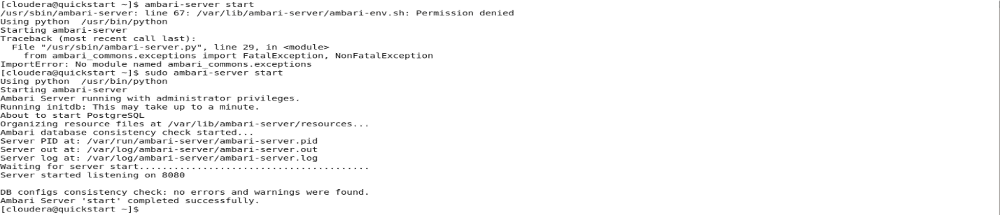 [cloudera@quickstart ~]$ ambari-server start
/usr/sbin/ambari-server: line 67: /var/lib/ambari-server/ambari-env.sh: Permission denied
Using python  /usr/bin/python
Starting ambari-server
Traceback (most recent call last):
  File "/usr/sbin/ambari-server.py", line 29, in <module>
    from ambari_commons.exceptions import FatalException, NonFatalException
ImportError: No module named ambari_commons.exceptions
[cloudera@quickstart ~]$ sudo ambari-server start
Using python  /usr/bin/python
Starting ambari-server
Ambari Server running with administrator privileges.
Running initdb: This may take up to a minute.
About to start PostgreSQL
Organizing resource files at /var/lib/ambari-server/resources...
Ambari database consistency check started...
Server PID at: /var/run/ambari-server/ambari-server.pid
Server out at: /var/log/ambari-server/ambari-server.out
Server log at: /var/log/ambari-server/ambari-server.log
Waiting for server start........................................
Server started listening on 8080

DB configs consistency check: no errors and warnings were found.
Ambari Server 'start' completed successfully.
[cloudera@quickstart ~]$